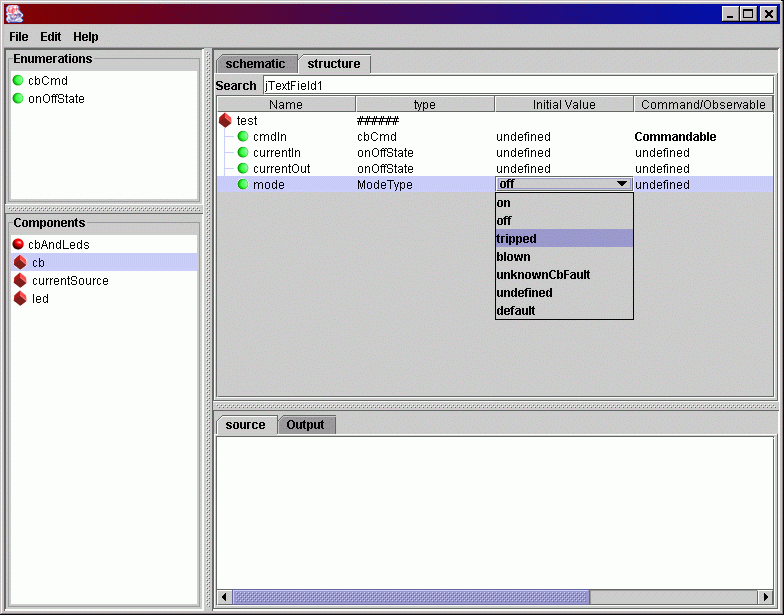 File Edit Help
Enumerations
cbCmd
onOffState
Components
cbAndLeds
cb
currentSource
led
schematic structure
Search jTextField1
Name type Initial Value Command/Observable
test ######
cmdIn cbCmd undefined Commandable
currentIn onOffState undefined undefined
currentOut onOffState undefined undefined
mode ModeType off undefined
on
off
tripped
blown
unknownCbFault
undefined
default
source Output